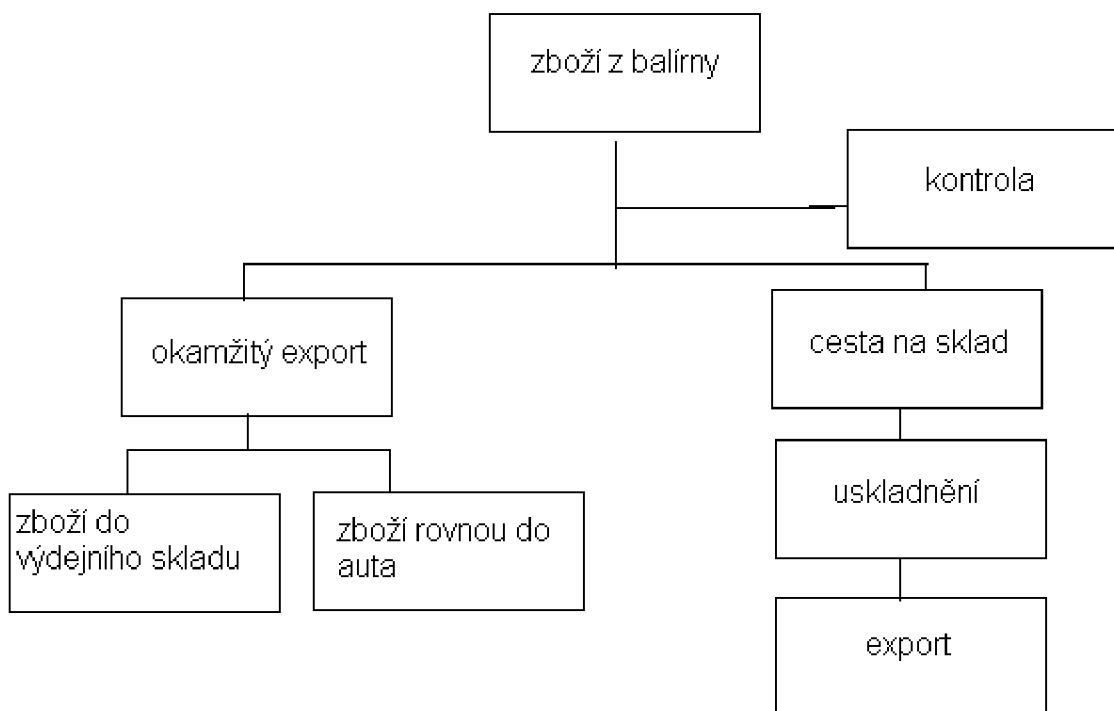 zboží z balírny
kontrola
okamžitý export
cesta na sklad
zboží do
výdejního skladu
zboží rovnou do
auta
uskladnění
export